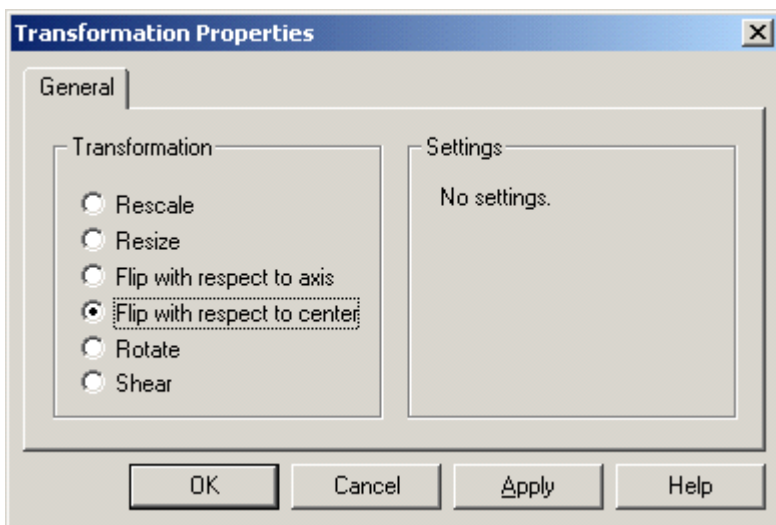 Transformation Properties
General
Transformation
Rescale
Resize
Flip with respect to axis
Flip with respect to center
Rotate
Shear
Settings
No settings.
OK
Cancel
Apply
Help